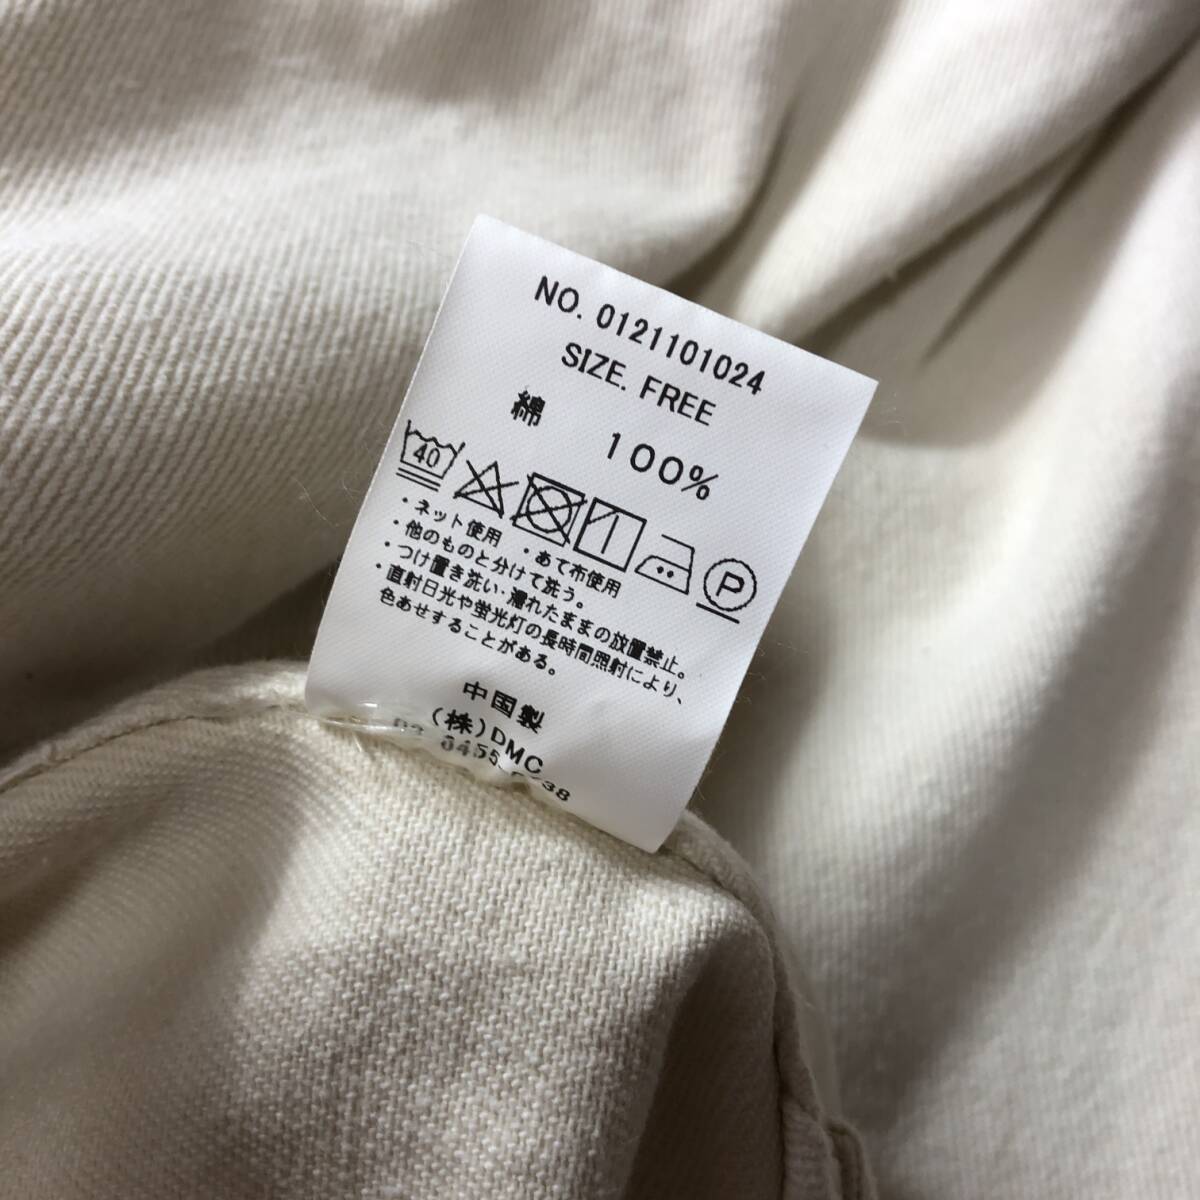 NO. 0121101024
SIZE. FREE
綿 100%
40 P
・ネット使用 ・あて布使用
・他のものと分けて洗う。
・つけ置き洗い・濡れたままの放置禁止。
・直射日光や蛍光灯の長時間照射により、
色あせすることがある。
中国製
(株)DMC